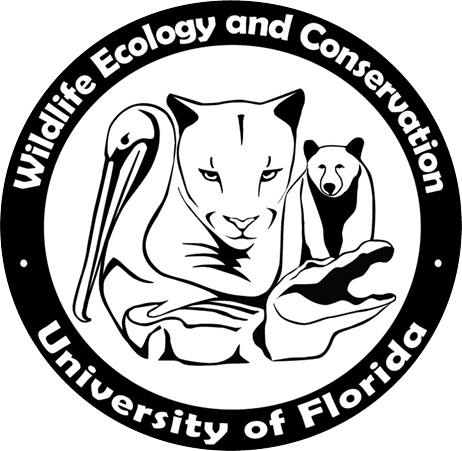 Wildlife Ecology and Conservation
University of Florida